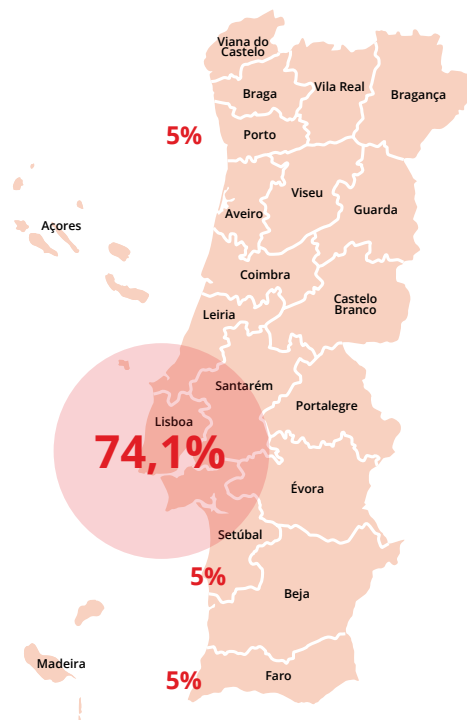 Viana do
Castelo
Braga
Vila Real
Bragança
5%
Porto
Viseu
Aveiro
Guarda
Açores
Coimbra
Castelo
Branco
Leiria
Santarém
Portalegre
Lisboa
74,1%
Évora
Setúbal
5%
Beja
Madeira
5%
Faro